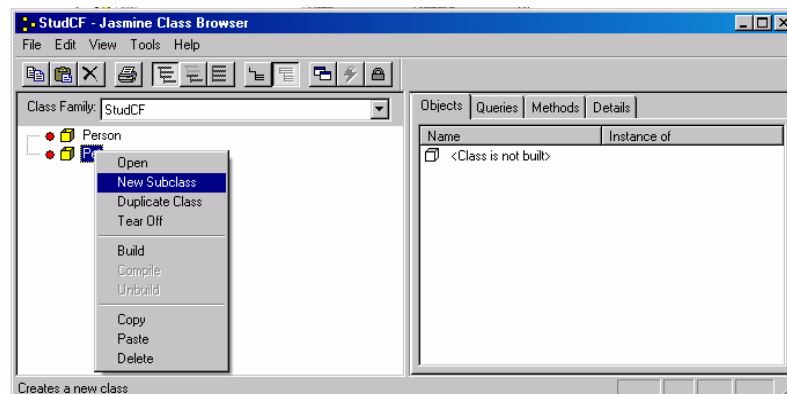 StudCF - Jasmine Class Browser
File Edit View Tools Help
Class Family: StudCF
Person
Pe
Open
New Subclass
Duplicate Class
Tear Off
Build
Compile
Unbuild
Copy
Paste
Delete
Objects Queries Methods Details
Name Instance of
<Class is not built>
Creates a new class